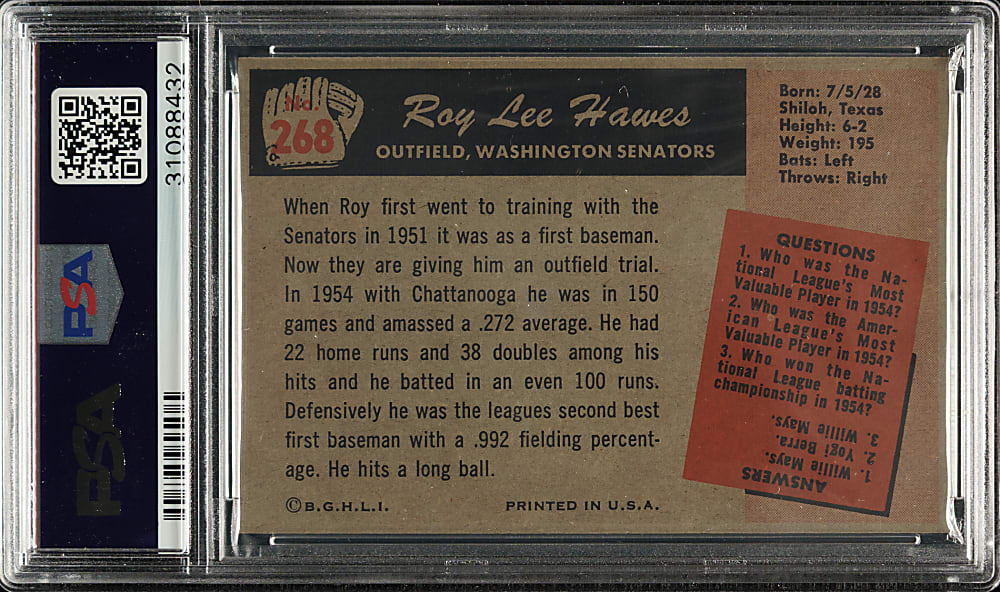 31088432
PSA
PSA
No.
268
Roy Lee Hawes
OUTFIELD, WASHINGTON SENATORS
Born: 7/5/28
Shiloh, Texas
Height: 6-2
Weight: 195
Bats: Left
Throws: Right
When Roy first went to training with the
Senators in 1951 it was as a first baseman.
Now they are giving him an outfield trial.
In 1954 with Chattanooga he was in 150
games and amassed a .272 average. He had
22 home runs and 38 doubles among his
hits and he batted in an even 100 runs.
Defensively he was the leagues second best
first baseman with a .992 fielding percent-
age. He hits a long ball.
©B.G.H.L.I.
PRINTED IN U.S.A.
QUESTIONS
1. Who was the Na-
tional League's Most
Valuable Player in 1954?
2. Who was the Amer-
ican League's Most
Valuable Player in 1954?
3. Who won the Na-
tional League batting
championship in 1954?
ANSWERS
1. Willie Mays.
2. Yogi Berra.
3. Willie Mays.